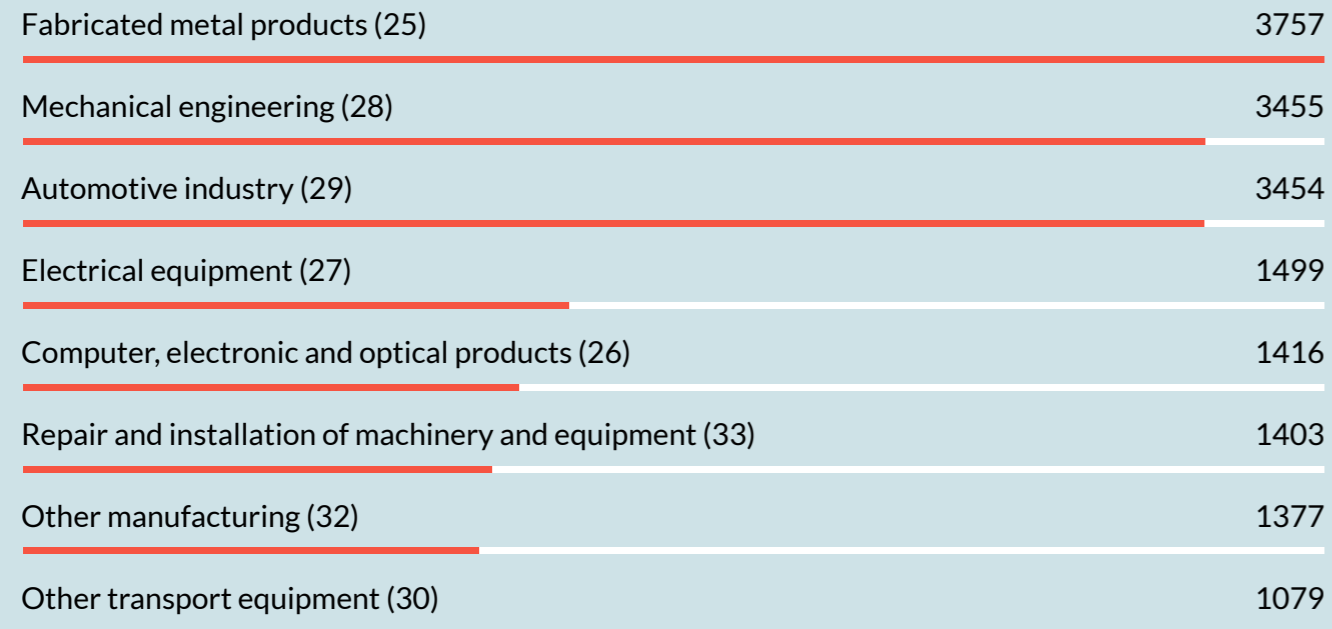 Fabricated metal products (25) 3757
Mechanical engineering (28) 3455
Automotive industry (29) 3454
Electrical equipment (27) 1499
Computer, electronic and optical products (26) 1416
Repair and installation of machinery and equipment (33) 1403
Other manufacturing (32) 1377
Other transport equipment (30) 1079